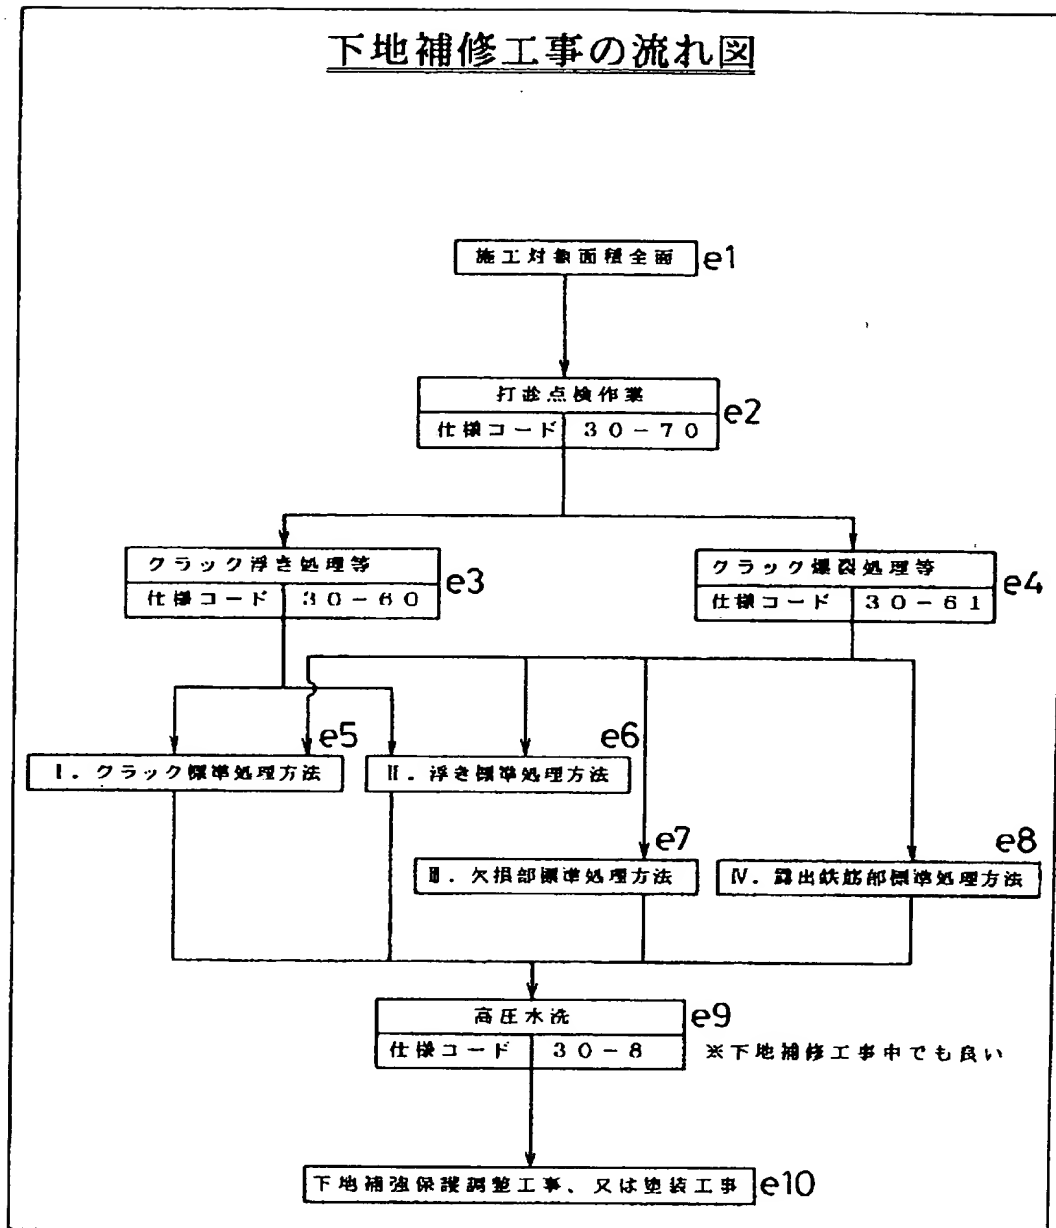 下地補修工事の流れ図
施工対象面積全面 e1
打診点検作業 e2
仕様コード 30-70
クラック浮き処理等 e3
仕様コード 30-60
クラック爆裂処理等 e4
仕様コード 30-61
e5
Ⅰ.クラック標準処理方法
e6
Ⅱ.浮き標準処理方法
e7
Ⅲ.欠損部標準処理方法
e8
Ⅳ.露出鉄筋部標準処理方法
高圧水洗 e9
仕様コード 30-8
※下地補修工事中でも良い
下地補強保護調整工事、又は塗装工事 e10